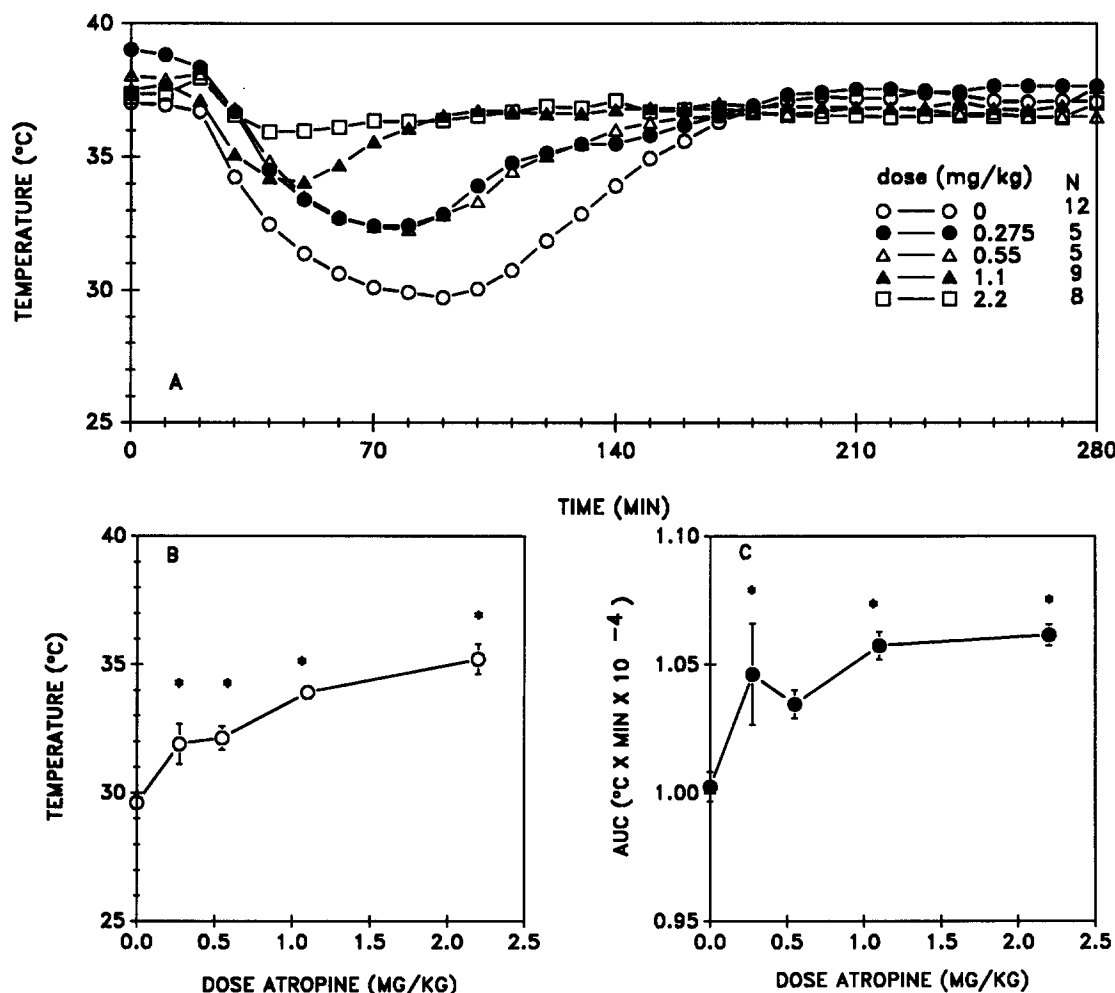 40
35
30
25
TEMPERATURE (°C)
A
dose (mg/kg) N
0 12
0.275 5
0.55 5
1.1 9
2.2 8
0 70 140 210 280
TIME (MIN)
40
35
30
25
TEMPERATURE (°C)
B
* * * *
0.0 0.5 1.0 1.5 2.0 2.5
DOSE ATROPINE (MG/KG)
1.10
1.05
1.00
0.95
AUC (°C X MIN X 10 -4)
C
* * *
0.0 0.5 1.0 1.5 2.0 2.5
DOSE ATROPINE (MG/KG)